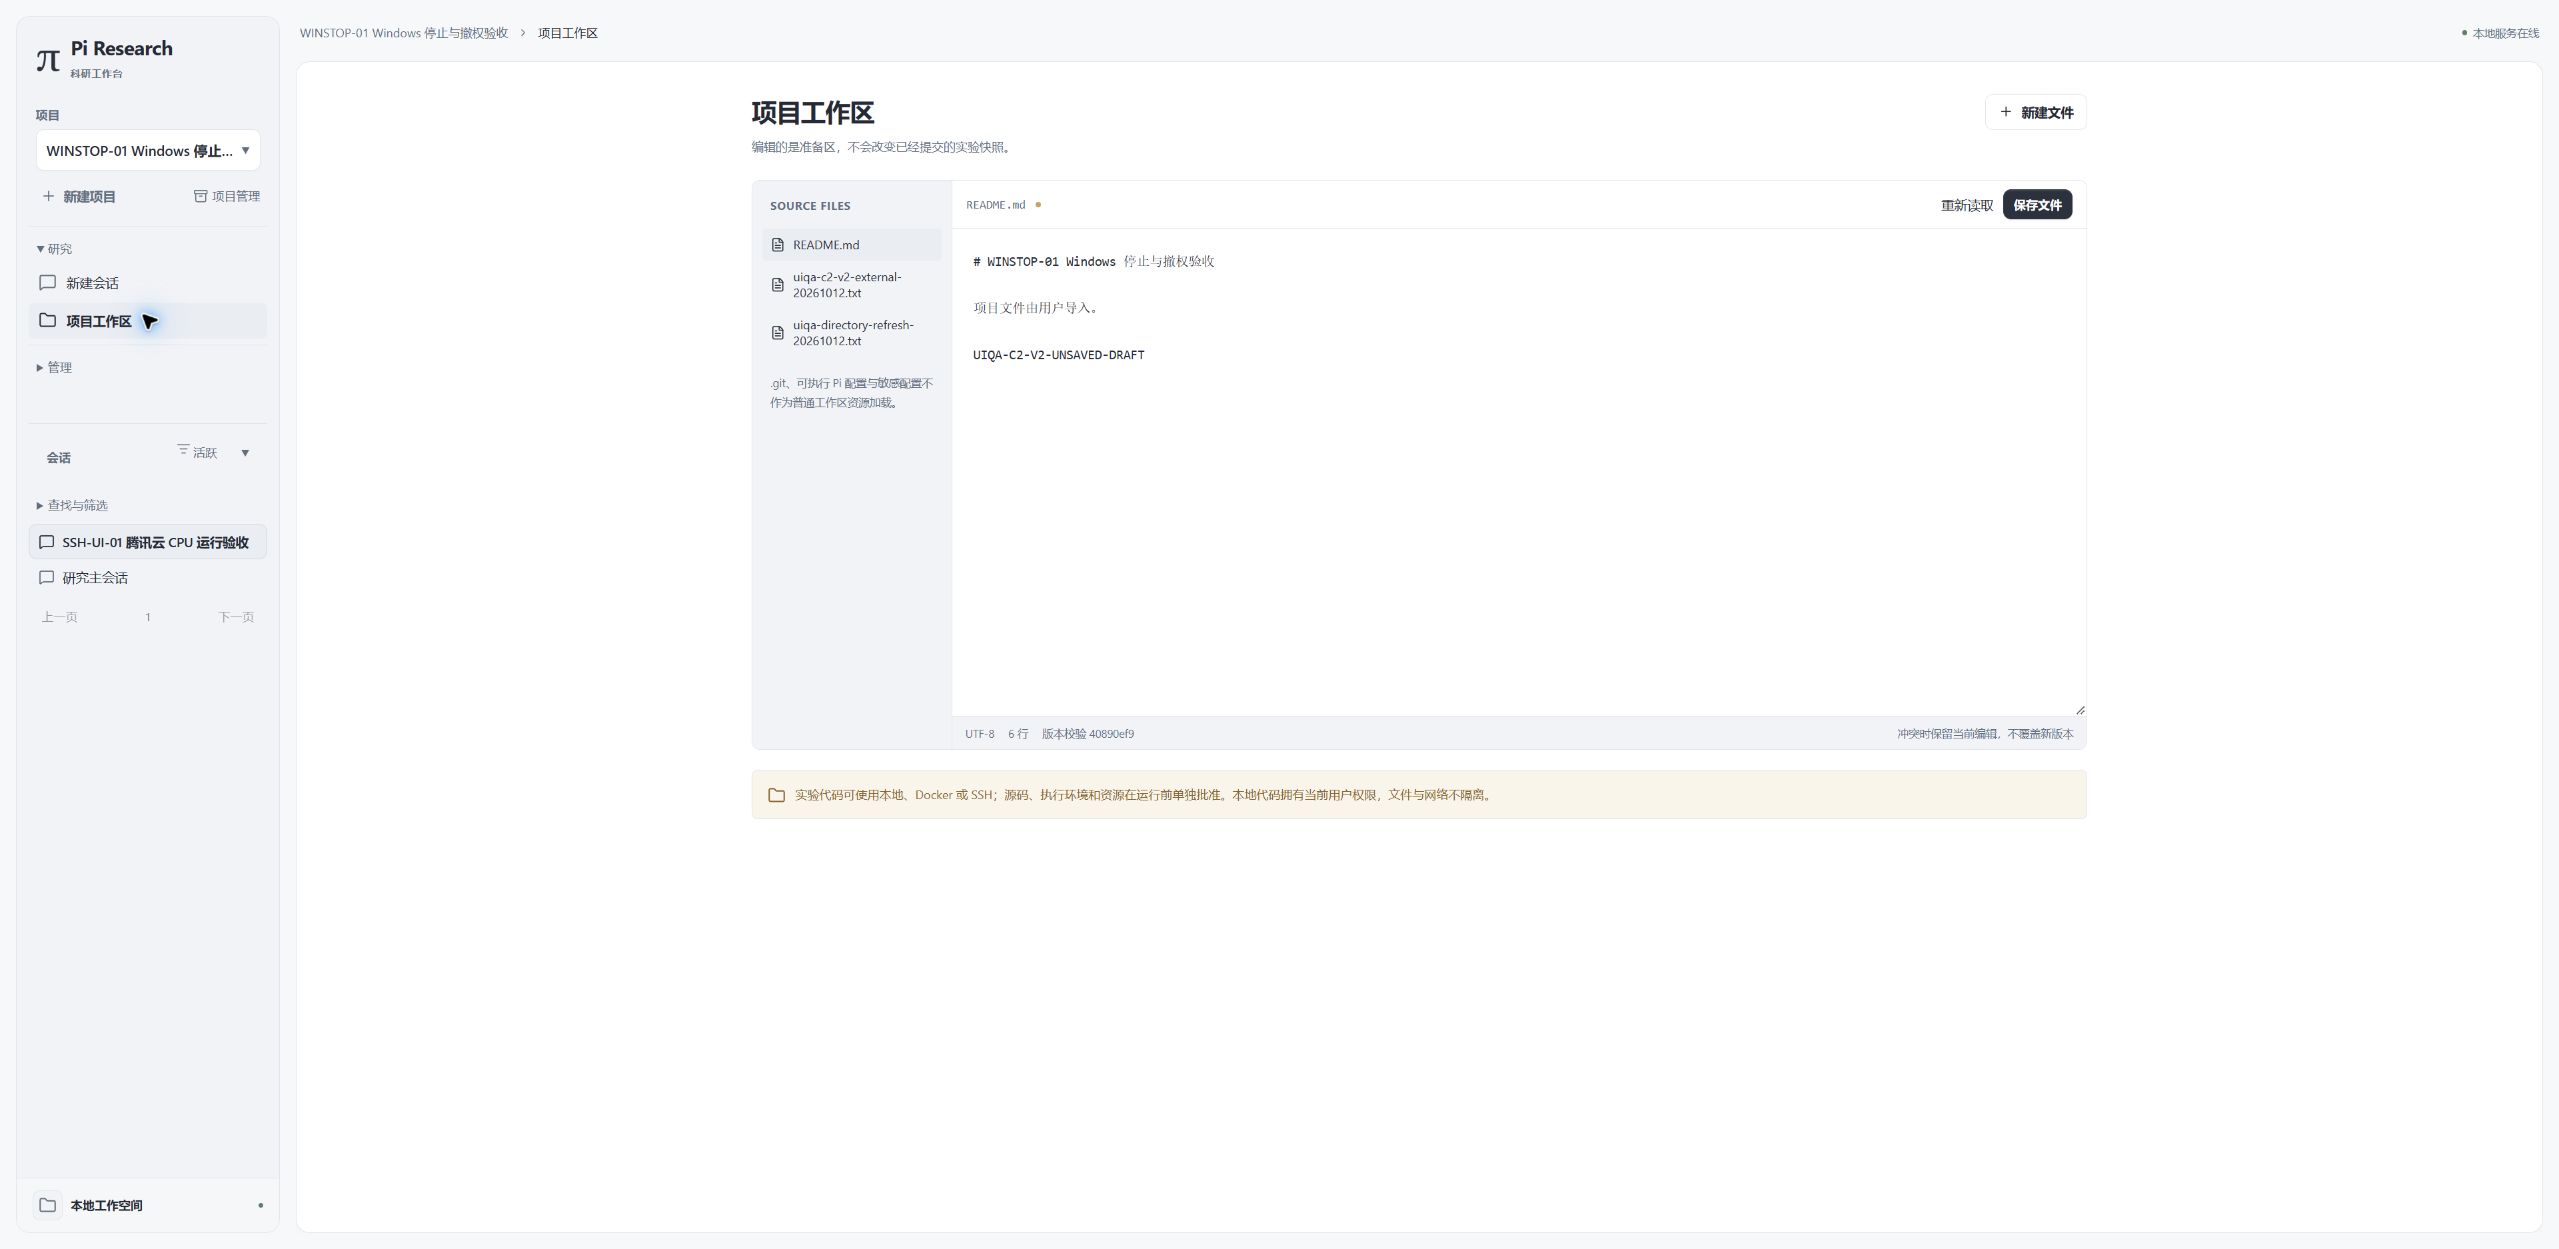 Pi Research
科研工作台
项目
WINSTOP-01 Windows 停止...
新建项目
项目管理
研究
新建会话
项目工作区
管理
会话
活跃
查找与筛选
SSH-UI-01 腾讯云 CPU 运行验收
研究主会话
上一页 1 下一页
本地工作空间
WINSTOP-01 Windows 停止与撤权验收 › 项目工作区
本地服务在线
项目工作区
编辑的是准备区，不会改变已经提交的实验快照。
新建文件
SOURCE FILES
README.md
uiqa-c2-v2-external-
20261012.txt
uiqa-directory-refresh-
20261012.txt
.git、可执行 Pi 配置与敏感配置不
作为普通工作区资源加载。
README.md
重新读取
保存文件
# WINSTOP-01 Windows 停止与撤权验收
项目文件由用户导入。
UIQA-C2-V2-UNSAVED-DRAFT
UTF-8 6 行 版本校验 40890ef9
冲突时保留当前编辑，不覆盖新版本
实验代码可使用本地、Docker 或 SSH；源码、执行环境和资源在运行前单独批准。本地代码拥有当前用户权限，文件与网络不隔离。